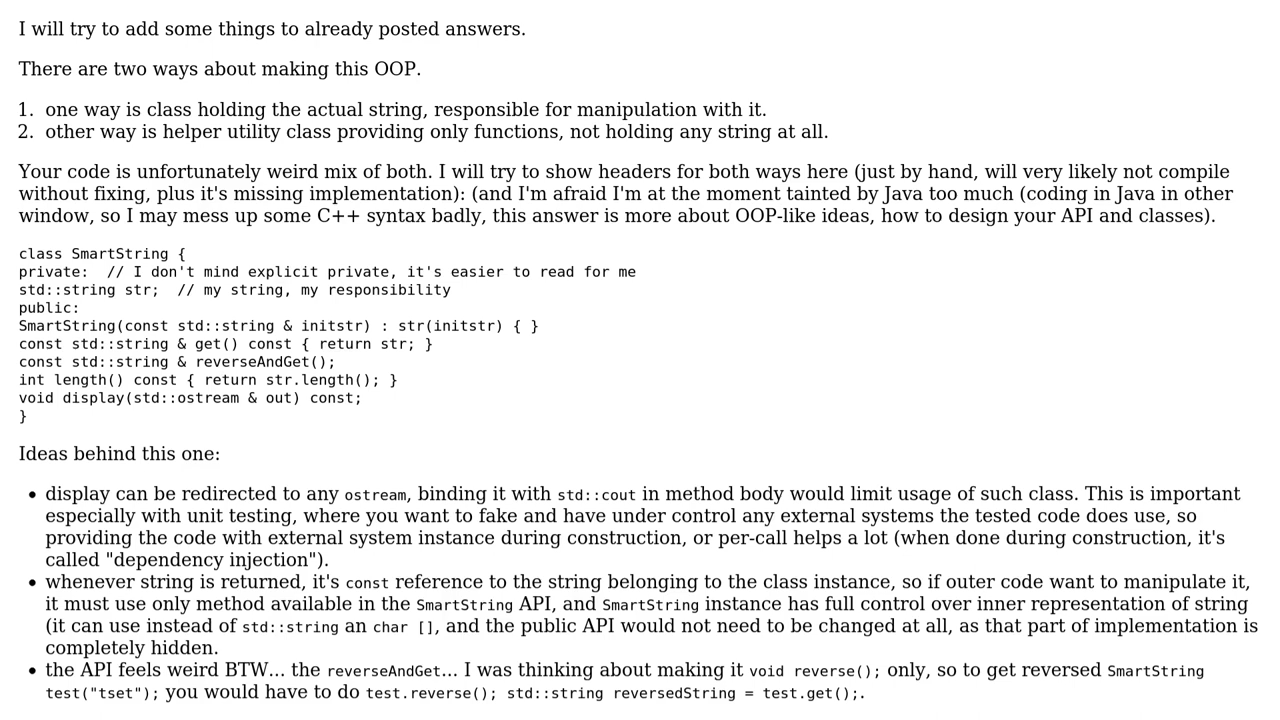 I will try to add some things to already posted answers.
There are two ways about making this OOP.
1. one way is class holding the actual string, responsible for manipulation with it.
2. other way is helper utility class providing only functions, not holding any string at all.
Your code is unfortunately weird mix of both. I will try to show headers for both ways here (just by hand, will very likely not compile
without fixing, plus it's missing implementation): (and I'm afraid I'm at the moment tainted by Java too much (coding in Java in other
window, so I may mess up some C++ syntax badly, this answer is more about OOP-like ideas, how to design your API and classes).
class SmartString {
private:  // I don't mind explicit private, it's easier to read for me
std::string str;  // my string, my responsibility
public:
SmartString(const std::string & initstr) : str(initstr) { }
const std::string & get() const { return str; }
const std::string & reverseAndGet();
int length() const { return str.length(); }
void display(std::ostream & out) const;
}
Ideas behind this one:
• display can be redirected to any ostream, binding it with std::cout in method body would limit usage of such class. This is important
especially with unit testing, where you want to fake and have under control any external systems the tested code does use, so
providing the code with external system instance during construction, or per-call helps a lot (when done during construction, it's
called "dependency injection").
• whenever string is returned, it's const reference to the string belonging to the class instance, so if outer code want to manipulate it,
it must use only method available in the SmartString API, and SmartString instance has full control over inner representation of string
(it can use instead of std::string an char [], and the public API would not need to be changed at all, as that part of implementation is
completely hidden.
• the API feels weird BTW... the reverseAndGet... I was thinking about making it void reverse(); only, so to get reversed SmartString
test("tset"); you would have to do test.reverse(); std::string reversedString = test.get();.